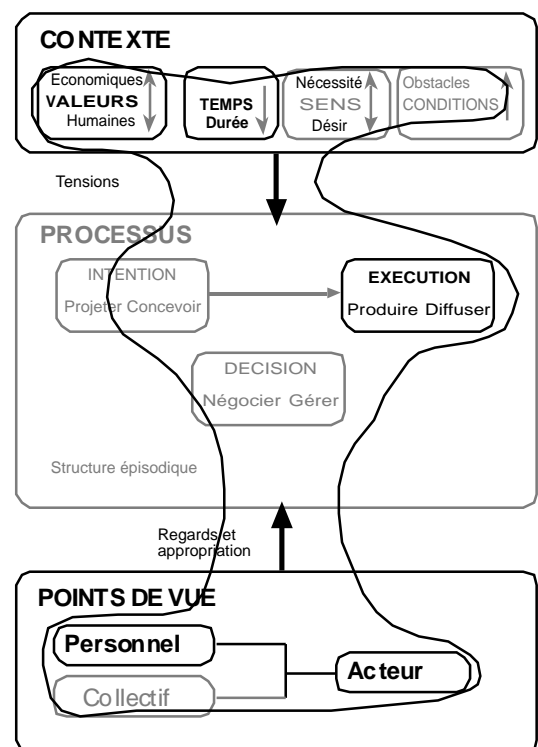 CONTEXTE
Economiques
VALEURS
Humaines
TEMPS
Durée
Nécessité
SENS
Désir
Obstacles
CONDITIONS
Tensions
PROCESSUS
INTENTION
Projeter Concevoir
EXECUTION
Produire Diffuser
DECISION
Négocier Gérer
Structure épisodique
Regards et
appropriation
POINTS DE VUE
Personnel
Collectif
Acteur